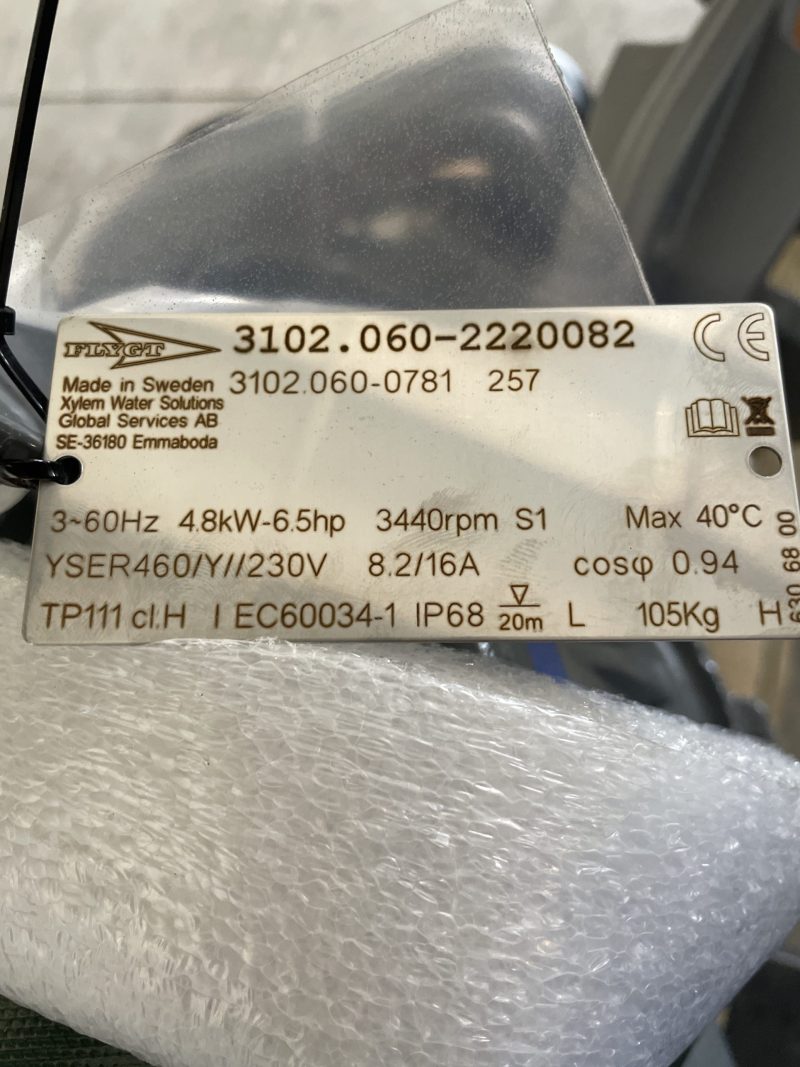 FLYGT
3102.060-2220082
CE
Made in Sweden
3102.060-0781 257
Xylem Water Solutions
Global Services AB
SE-36180 Emmaboda
3~60Hz 4.8kW-6.5hp 3440rpm S1 Max 40°C
YSER460/Y//230V 8.2/16A cosφ 0.94
TP111 cl.H IEC60034-1 IP68 20m L 105Kg H
630 68 00